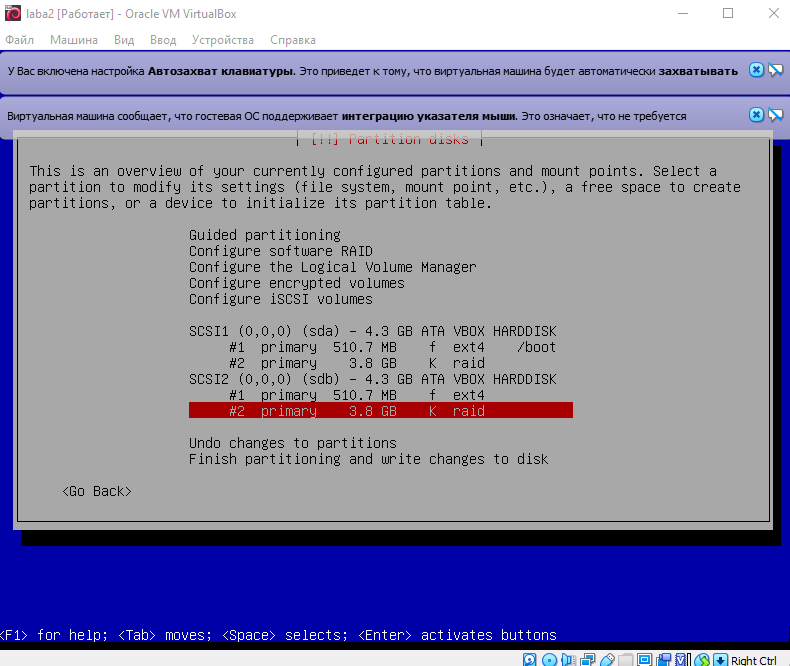 laba2 [Работает] - Oracle VM VirtualBox
Файл Машина Вид Ввод Устройства Справка
У Вас включена настройка Автозахват клавиатуры. Это приведет к тому, что виртуальная машина будет автоматически захватывать
Виртуальная машина сообщает, что гостевая ОС поддерживает интеграцию указателя мыши. Это означает, что не требуется
[!!] Partition disks
This is an overview of your currently configured partitions and mount points. Select a
partition to modify its settings (file system, mount point, etc.), a free space to create
partitions, or a device to initialize its partition table.
Guided partitioning
Configure software RAID
Configure the Logical Volume Manager
Configure encrypted volumes
Configure iSCSI volumes
SCSI1 (0,0,0) (sda) - 4.3 GB ATA VBOX HARDDISK
#1 primary 510.7 MB f ext4 /boot
#2 primary 3.8 GB K raid
SCSI2 (0,0,0) (sdb) - 4.3 GB ATA VBOX HARDDISK
#1 primary 510.7 MB f ext4
#2 primary 3.8 GB K raid
Undo changes to partitions
Finish partitioning and write changes to disk
<Go Back>
<F1> for help; <Tab> moves; <Space> selects; <Enter> activates buttons
Right Ctrl